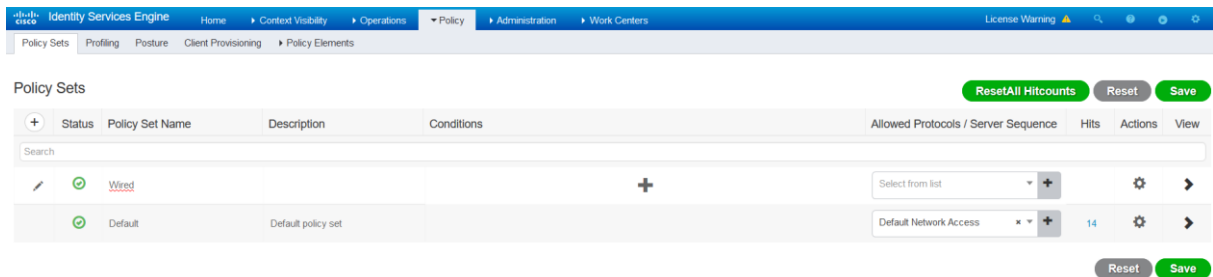 cisco Identity Services Engine Home Context Visibility Operations Policy Administration Work Centers License Warning
Policy Sets Profiling Posture Client Provisioning Policy Elements
Policy Sets
ResetAll Hitcounts Reset Save
+ Status Policy Set Name Description Conditions Allowed Protocols / Server Sequence Hits Actions View
Search
Wired + Select from list +
Default Default policy set Default Network Access × + 14
Reset Save